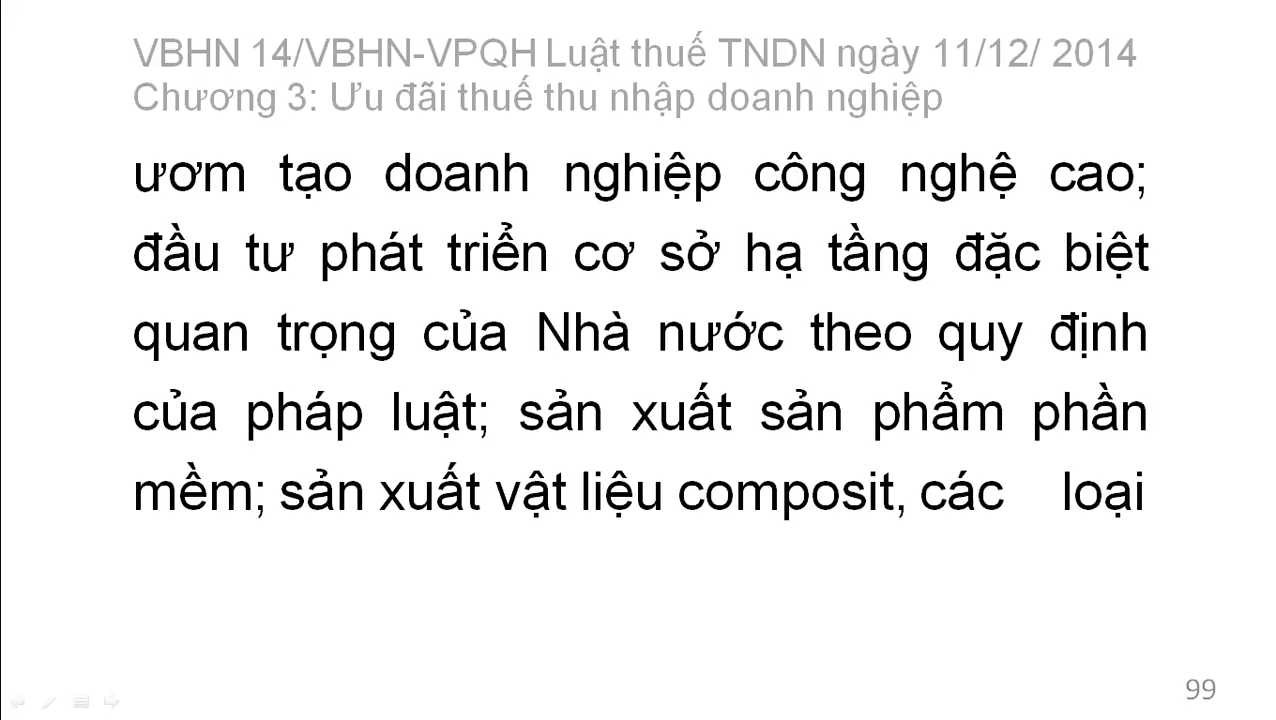 VBHN 14/VBHN-VPQH Luật thuế TNDN ngày 11/12/ 2014
Chương 3: Ưu đãi thuế thu nhập doanh nghiệp
ươm tạo doanh nghiệp công nghệ cao;
đầu tư phát triển cơ sở hạ tầng đặc biệt
quan trọng của Nhà nước theo quy định
của pháp luật; sản xuất sản phẩm phần
mềm; sản xuất vật liệu composit, các loại
99